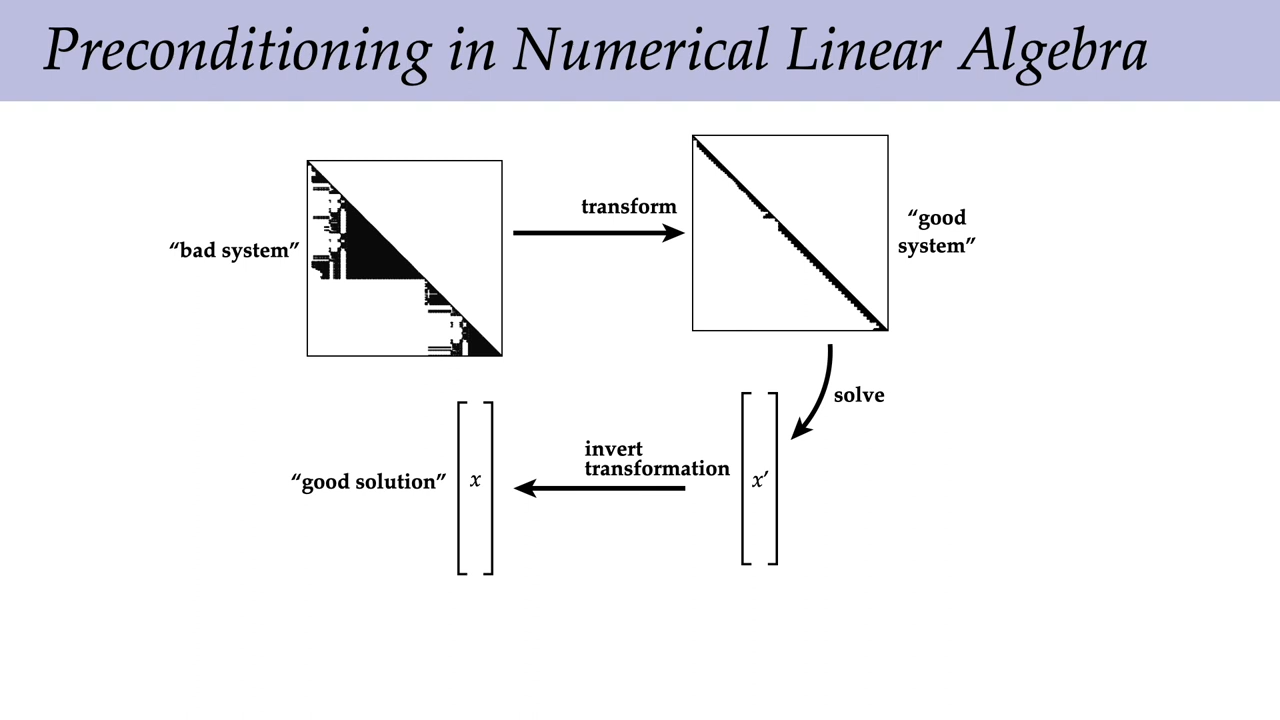 Preconditioning in Numerical Linear Algebra
“bad system”
transform
“good
system”
solve
invert
transformation
x′
“good solution”
x